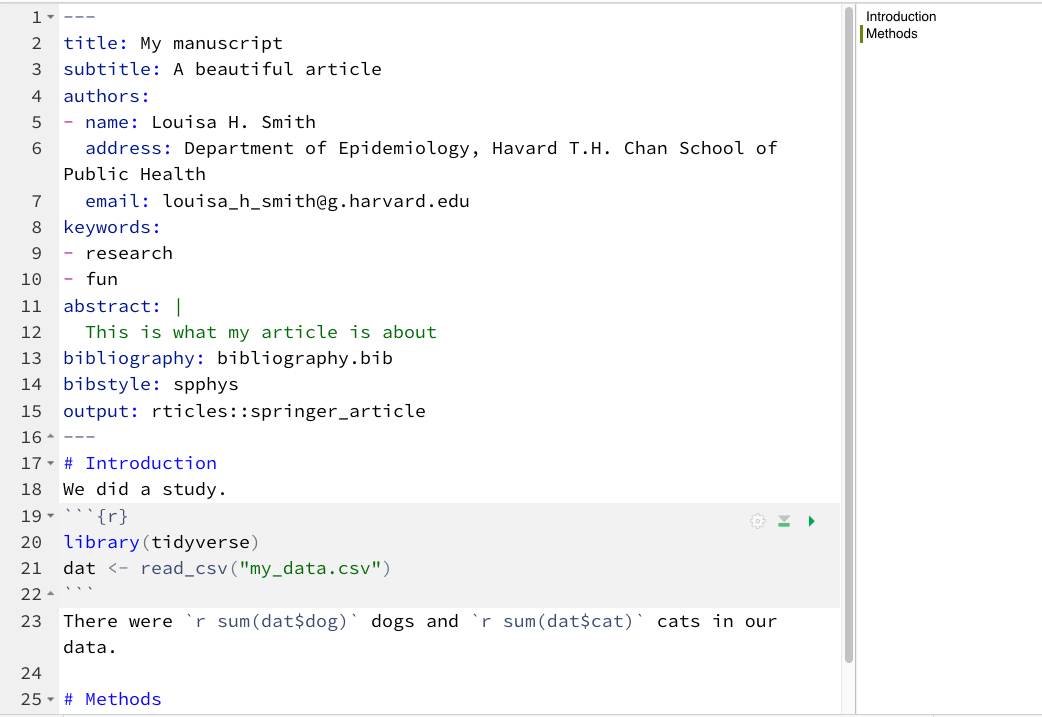 1 ---
2 title: My manuscript
3 subtitle: A beautiful article
4 authors:
5 - name: Louisa H. Smith
6   address: Department of Epidemiology, Havard T.H. Chan School of
Public Health
7   email: louisa_h_smith@g.harvard.edu
8 keywords:
9 - research
10 - fun
11 abstract: |
12   This is what my article is about
13 bibliography: bibliography.bib
14 bibstyle: spphys
15 output: rticles::springer_article
16 ---
17 # Introduction
18 We did a study.
19 ```{r}
20 library(tidyverse)
21 dat <- read_csv("my_data.csv")
22 ```
23 There were `r sum(dat$dog)` dogs and `r sum(dat$cat)` cats in our
data.
24
25 # Methods
Introduction
Methods